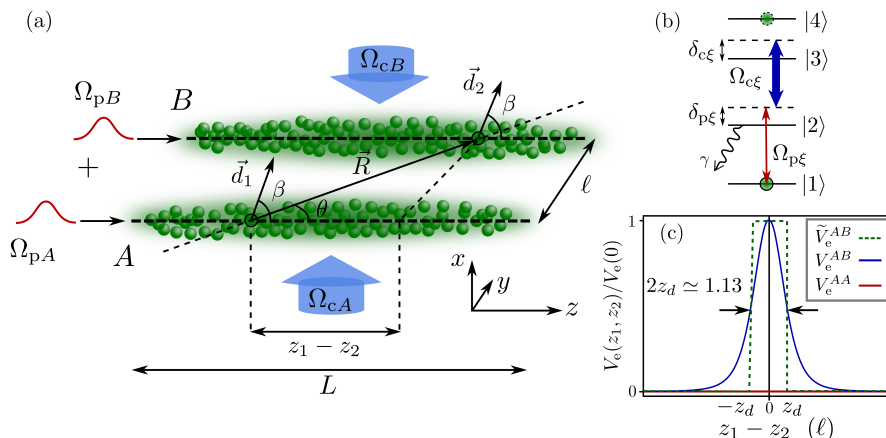 (a)
Ω_cB
Ω_pB
B
d⃗_2
β
+
R⃗
ℓ
d⃗_1
β
θ
Ω_pA
A
Ω_cA
x
y
z
z_1 − z_2
L
(b)
|4⟩
δ_cξ
|3⟩
Ω_cξ
δ_pξ
|2⟩
γ
Ω_pξ
|1⟩
(c)
V_e(z_1, z_2)/V_e(0)
1
0
Ṽ_e^AB
V_e^AB
V_e^AA
2z_d ≃ 1.13
−z_d 0 z_d
z_1 − z_2 (ℓ)